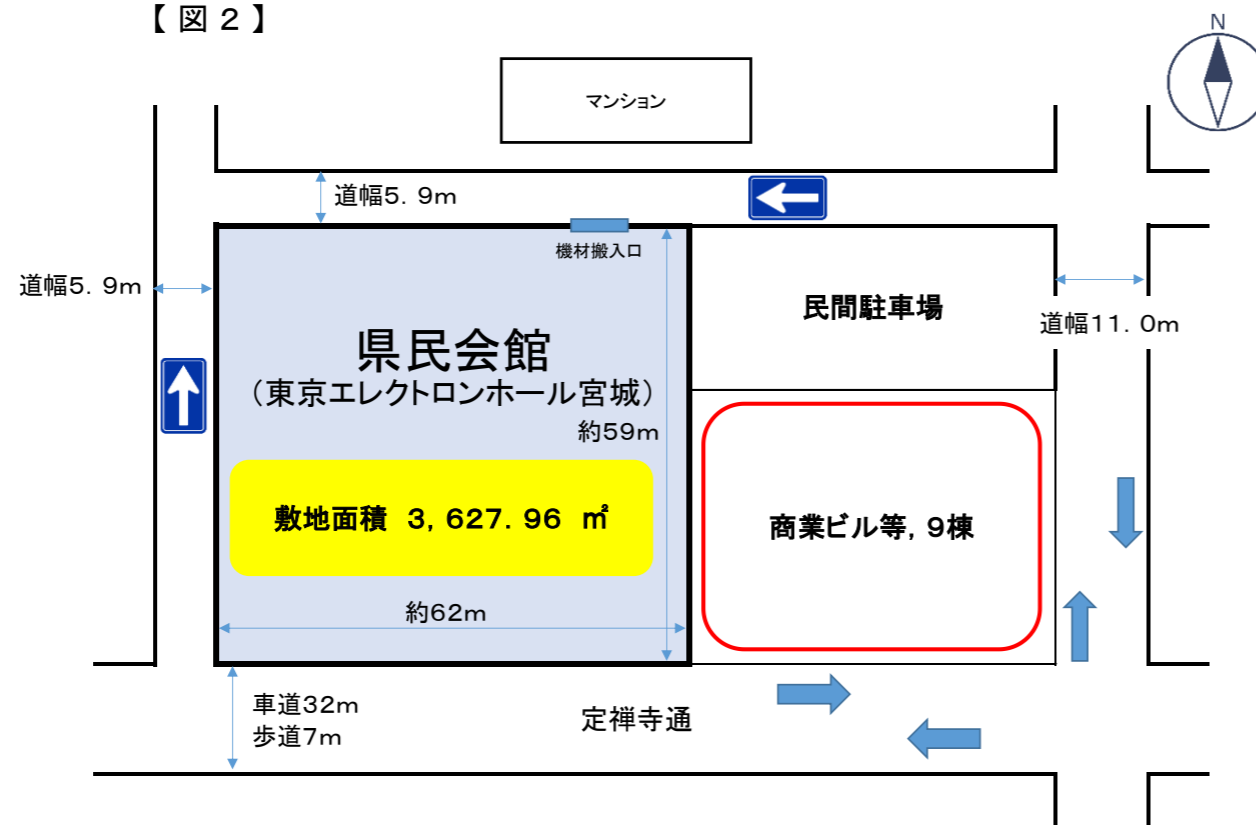 【 図 2 】
N
マンション
道幅5. 9m
機材搬入口
道幅5. 9m
民間駐車場
道幅11. 0m
県民会館
（東京エレクトロンホール宮城）
約59m
敷地面積 3, 627. 96 ㎡
商業ビル等, 9棟
約62m
車道32m
歩道7m
定禅寺通